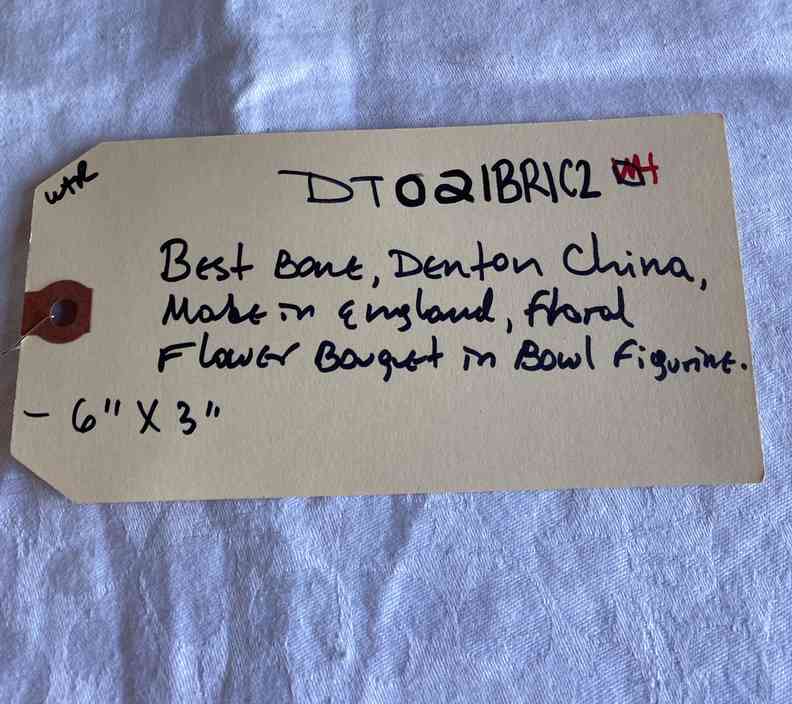 WTR
DT021BR1C2
Best Bone, Denton China,
Made in England, Floral
Flower Bouquet in Bowl Figurine.
- 6" X 3"